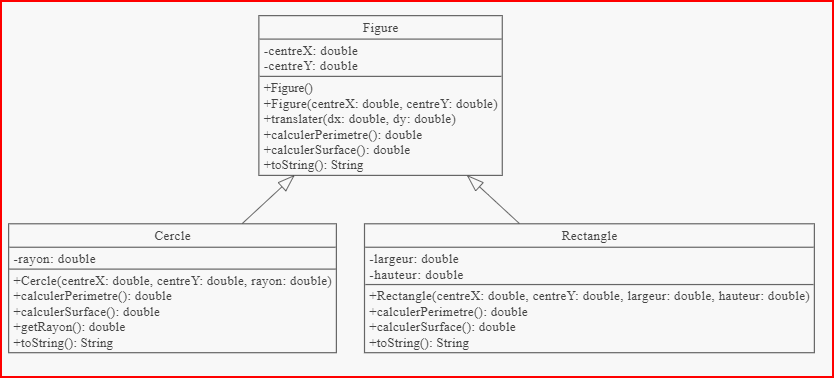 Figure
-centreX: double
-centreY: double
+Figure()
+Figure(centreX: double, centreY: double)
+translater(dx: double, dy: double)
+calculerPerimetre(): double
+calculerSurface(): double
+toString(): String
Cercle
-rayon: double
+Cercle(centreX: double, centreY: double, rayon: double)
+calculerPerimetre(): double
+calculerSurface(): double
+getRayon(): double
+toString(): String
Rectangle
-largeur: double
-hauteur: double
+Rectangle(centreX: double, centreY: double, largeur: double, hauteur: double)
+calculerPerimetre(): double
+calculerSurface(): double
+toString(): String